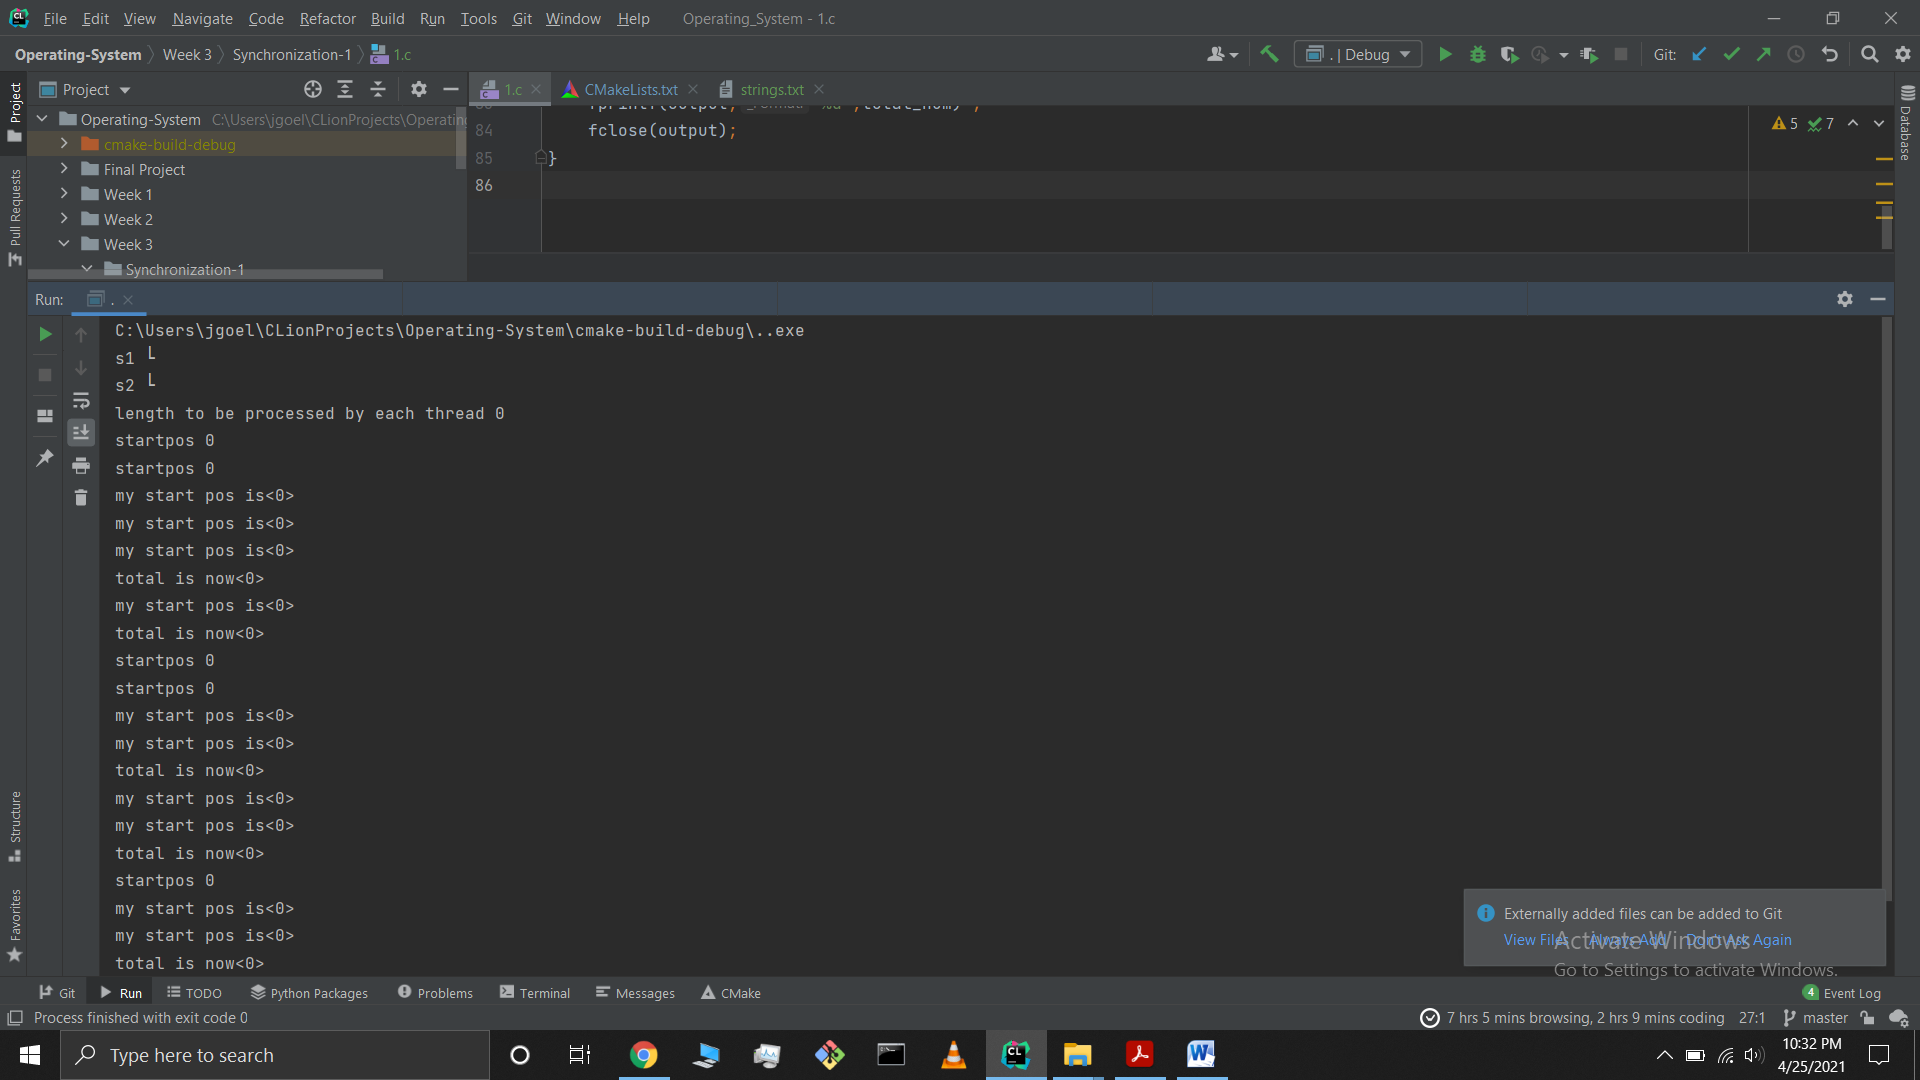 File Edit View Navigate Code Refactor Build Run Tools Git Window Help Operating_System - 1.c
Operating-System Week 3 Synchronization-1 1.c
. | Debug
Git:
Project
1.c
CMakeLists.txt
strings.txt
Operating-System C:\Users\jgoel\CLionProjects\Operatin
cmake-build-debug
Final Project
Week 1
Week 2
Week 3
Synchronization-1
84 fclose(output);
85 }
86
5 7
Project
Pull Requests
Structure
Favorites
Database
Run: .
C:\Users\jgoel\CLionProjects\Operating-System\cmake-build-debug\..exe
s1 └
s2 └
length to be processed by each thread 0
startpos 0
startpos 0
my start pos is<0>
my start pos is<0>
my start pos is<0>
total is now<0>
my start pos is<0>
total is now<0>
startpos 0
startpos 0
my start pos is<0>
my start pos is<0>
total is now<0>
my start pos is<0>
my start pos is<0>
total is now<0>
startpos 0
my start pos is<0>
my start pos is<0>
total is now<0>
Externally added files can be added to Git
View Files Always Add Don't Ask Again
Activate Windows
Go to Settings to activate Windows.
Git Run TODO Python Packages Problems Terminal Messages CMake
4 Event Log
Process finished with exit code 0
7 hrs 5 mins browsing, 2 hrs 9 mins coding 27:1 master
Type here to search
10:32 PM
4/25/2021